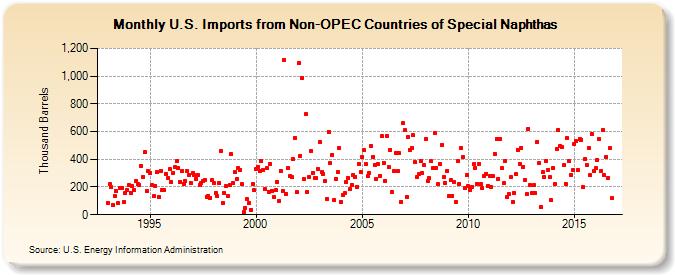 Monthly U.S. Imports from Non-OPEC Countries of Special Naphthas
Thousand Barrels
1,200
1,000
800
600
400
200
0
1995 2000 2005 2010 2015
Source: U.S. Energy Information Administration